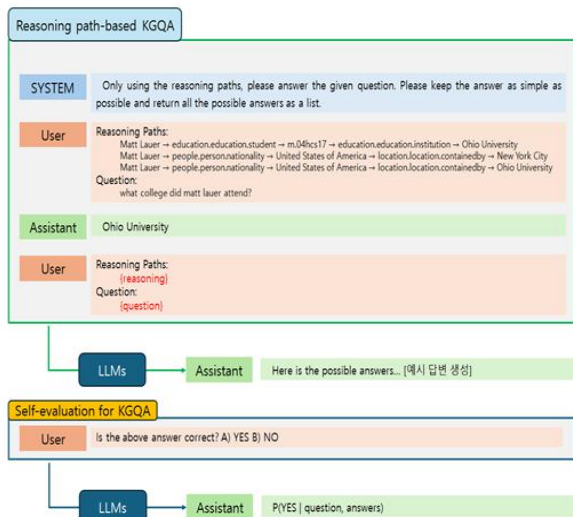 Reasoning path-based KGQA
SYSTEM
Only using the reasoning paths, please answer the given question. Please keep the answer as simple as
possible and return all the possible answers as a list.
User
Reasoning Paths:
Matt Lauer → education.education.student → m.04hcs17 → education.education.institution → Ohio University
Matt Lauer → people.person.nationality → United States of America → location.location.containedby → New York City
Matt Lauer → people.person.nationality → United States of America → location.location.containedby → Ohio University
Question:
what college did matt lauer attend?
Assistant
Ohio University
User
Reasoning Paths:
{reasoning}
Question:
{question}
LLMs
Assistant
Here is the possible answers... [예시 답변 생성]
Self-evaluation for KGQA
User
Is the above answer correct? A) YES B) NO
LLMs
Assistant
P(YES | question, answers)